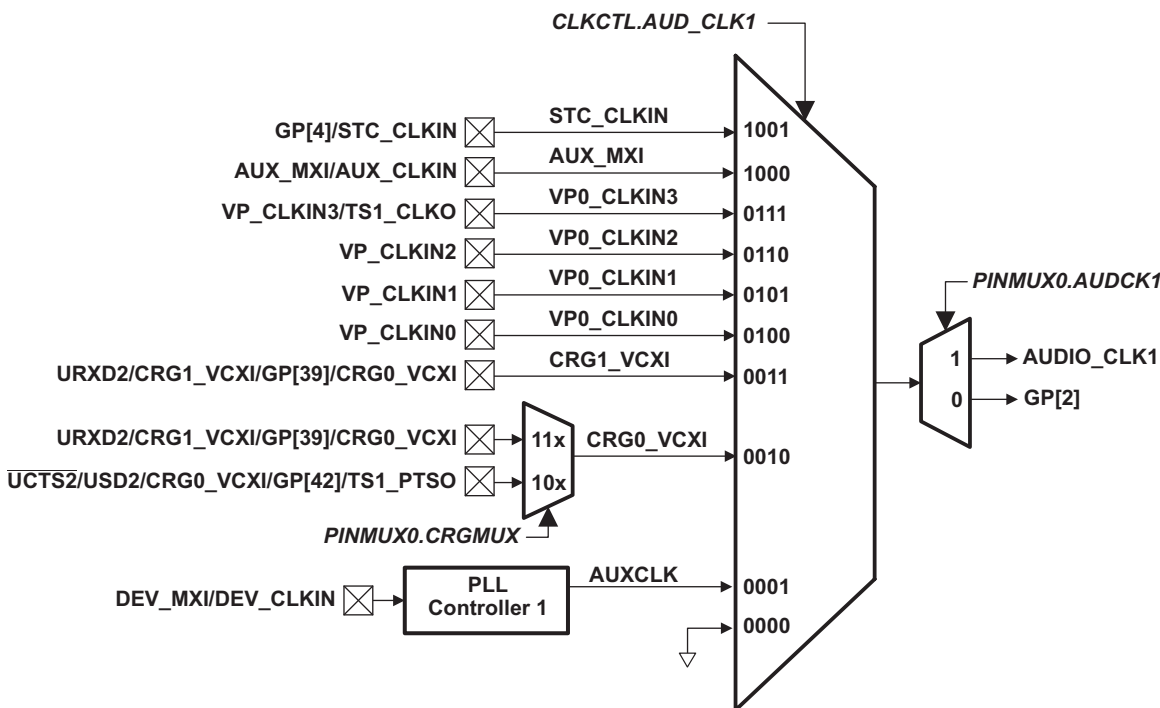 CLKCTL.AUD_CLK1
GP[4]/STC_CLKIN
STC_CLKIN
1001
AUX_MXI/AUX_CLKIN
AUX_MXI
1000
VP_CLKIN3/TS1_CLKO
VP0_CLKIN3
0111
VP_CLKIN2
VP0_CLKIN2
0110
VP_CLKIN1
VP0_CLKIN1
0101
VP_CLKIN0
VP0_CLKIN0
0100
URXD2/CRG1_VCXI/GP[39]/CRG0_VCXI
CRG1_VCXI
0011
PINMUX0.AUDCK1
1
AUDIO_CLK1
0
GP[2]
URXD2/CRG1_VCXI/GP[39]/CRG0_VCXI
11x
CRG0_VCXI
0010
UCTS2/USD2/CRG0_VCXI/GP[42]/TS1_PTSO
10x
PINMUX0.CRGMUX
DEV_MXI/DEV_CLKIN
PLL
Controller 1
AUXCLK
0001
0000